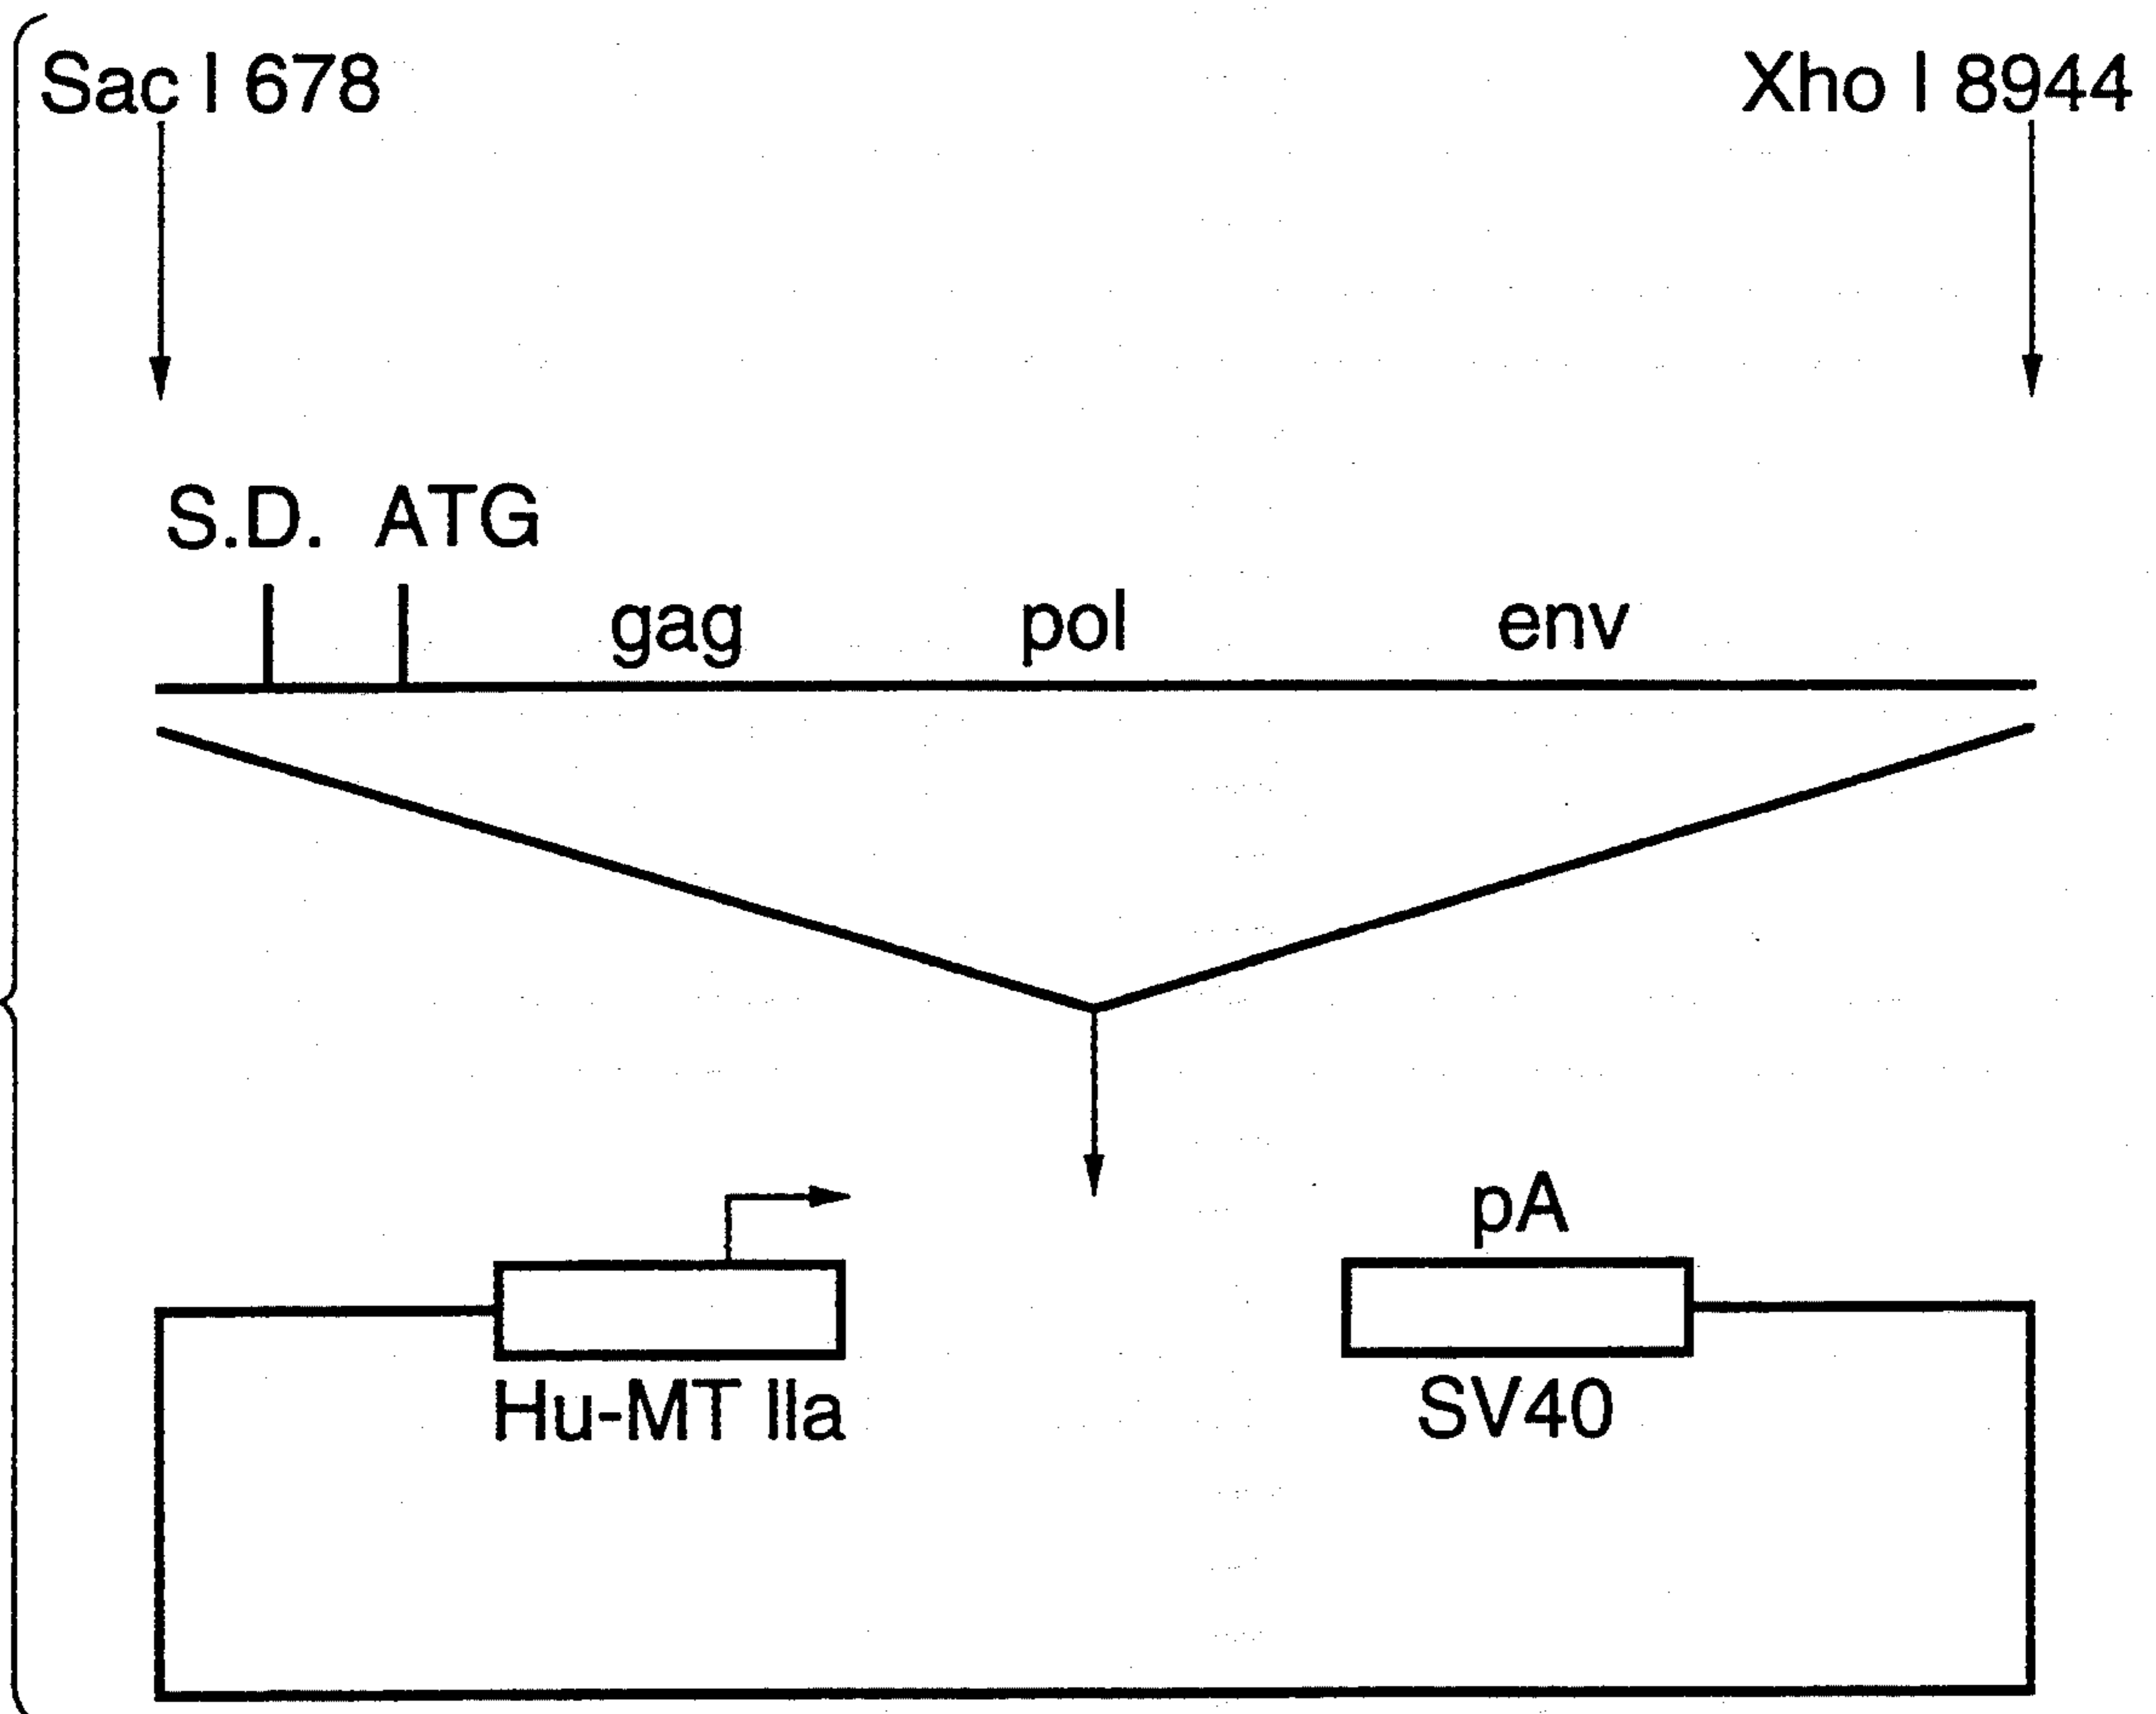 Sac I 678 Xho I 8944
S.D. ATG
gag pol env
pA
Hu-MT IIa SV40